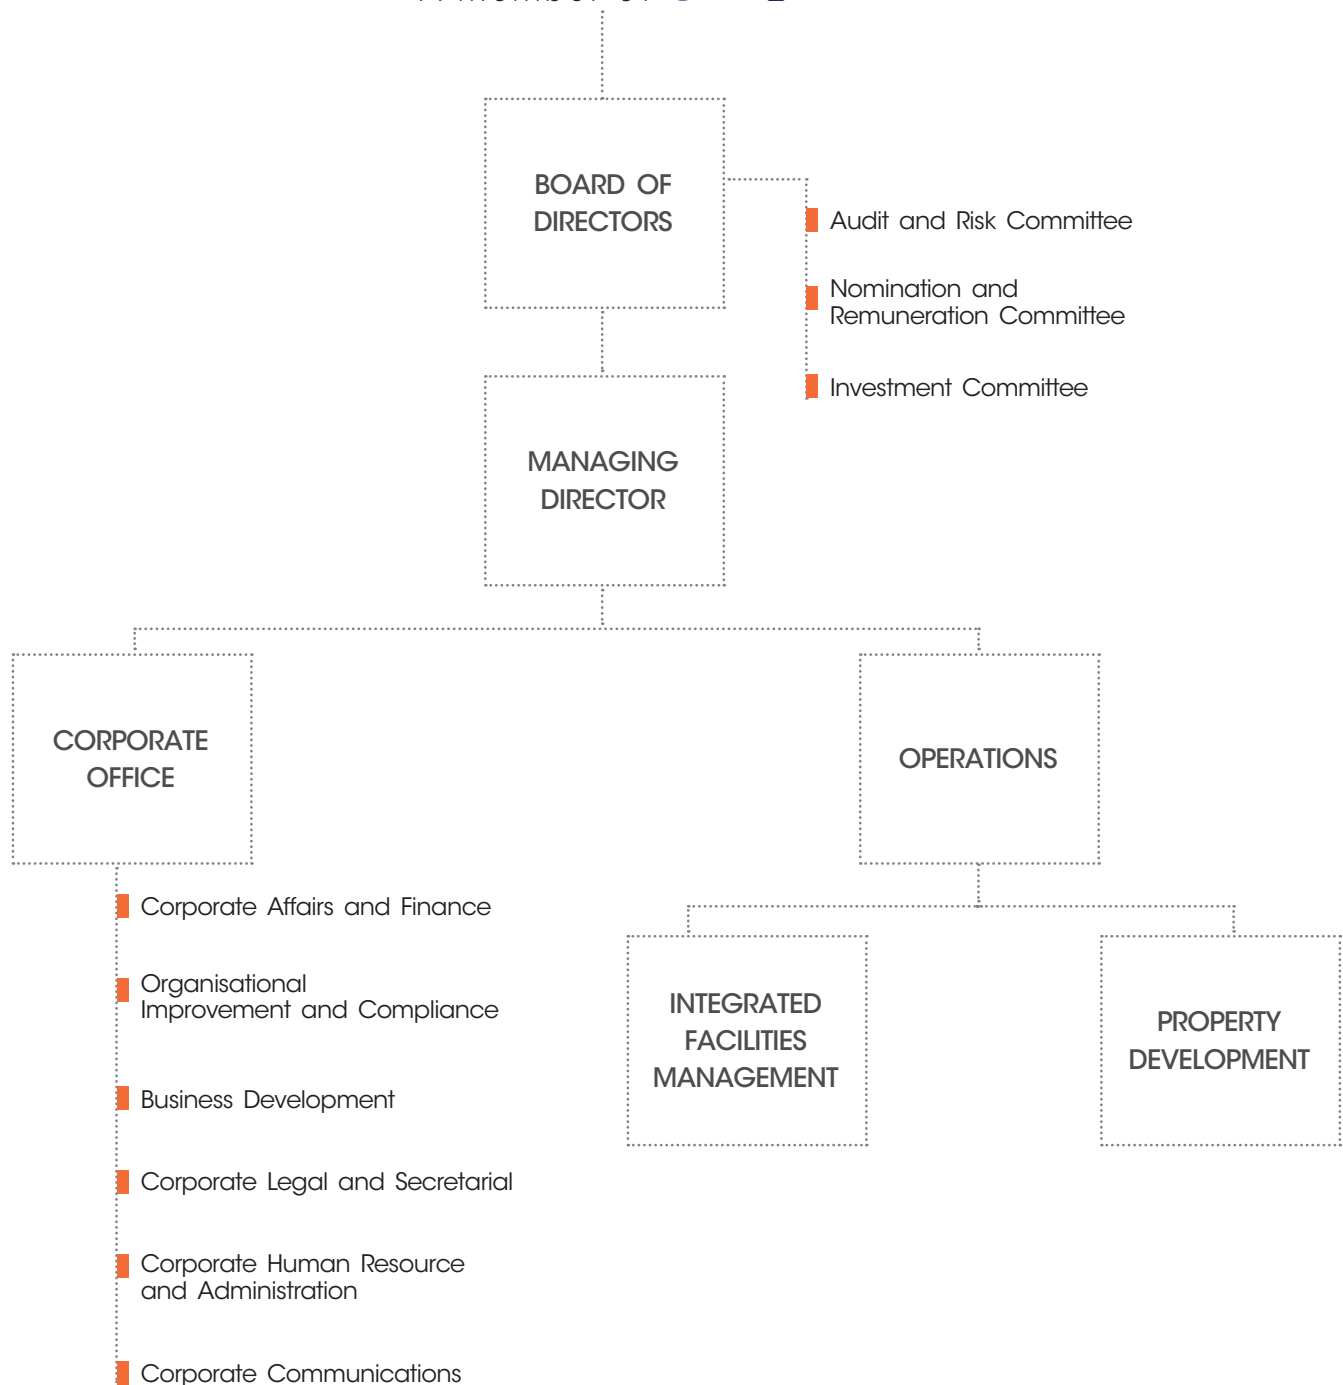 BOARD OF
DIRECTORS
Audit and Risk Committee
Nomination and
Remuneration Committee
Investment Committee
MANAGING
DIRECTOR
CORPORATE
OFFICE
OPERATIONS
Corporate Affairs and Finance
Organisational
Improvement and Compliance
Business Development
Corporate Legal and Secretarial
Corporate Human Resource
and Administration
Corporate Communications
INTEGRATED
FACILITIES
MANAGEMENT
PROPERTY
DEVELOPMENT